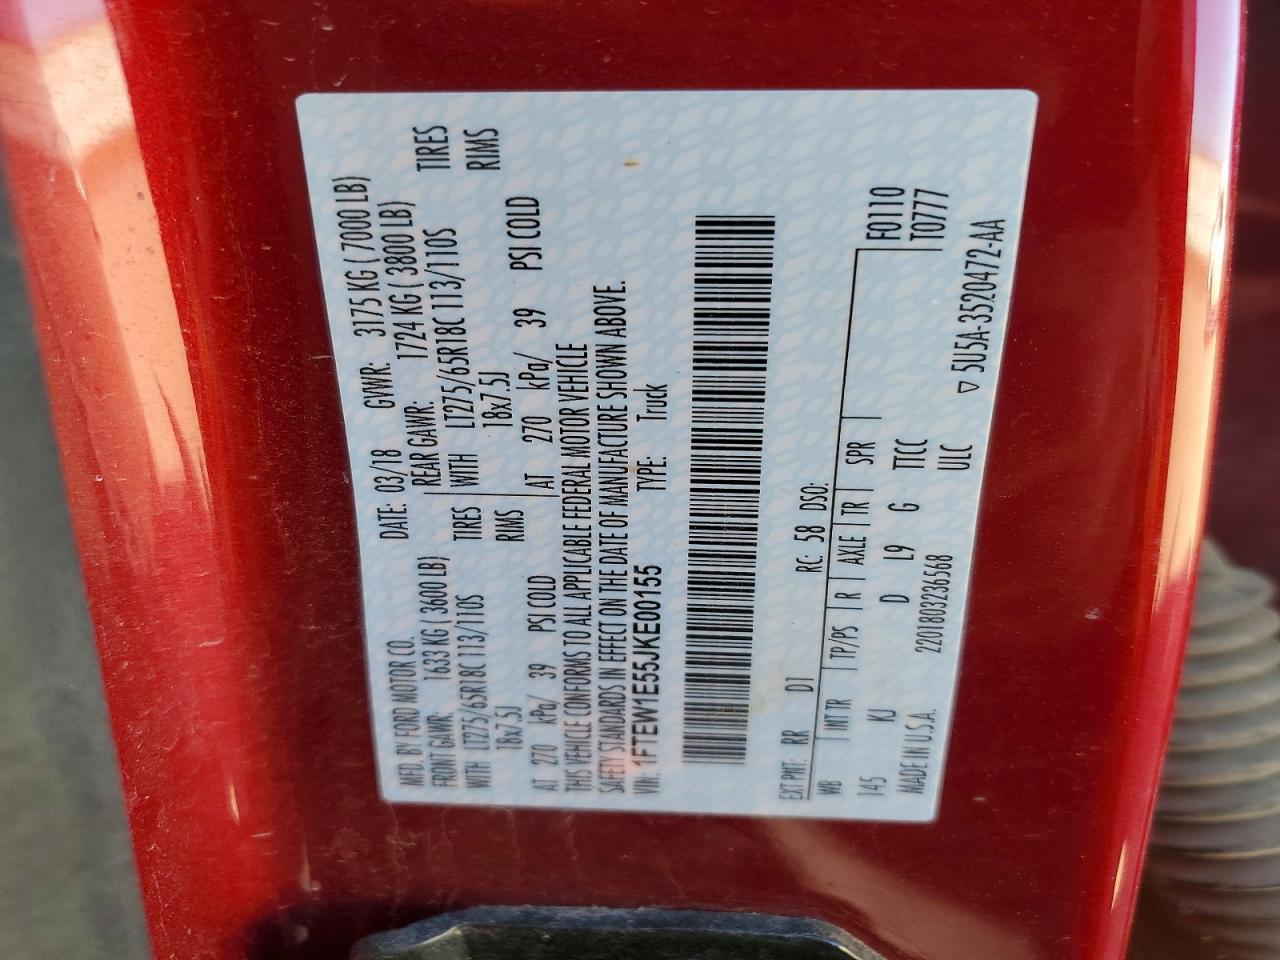 MFD. BY FORD MOTOR CO.
DATE: 03/18 GVWR: 3175 KG ( 7000 LB)
FRONT GAWR: 1633 KG ( 3600 LB) REAR GAWR: 1724 KG ( 3800 LB)
WITH LT275/65R18C 113/110S TIRES WITH LT275/65R18C 113/110S TIRES
18x7.5J RIMS 18x7.5J RIMS
AT 270 kPa/ 39 PSI COLD AT 270 kPa/ 39 PSI COLD
THIS VEHICLE CONFORMS TO ALL APPLICABLE FEDERAL MOTOR VEHICLE
SAFETY STANDARDS IN EFFECT ON THE DATE OF MANUFACTURE SHOWN ABOVE.
VIN: 1FTEW1E55JKE00155 TYPE: Truck
EXT PNT: RR D1 RC: 58 DSO:
WB INT TR TP/PS R AXLE TR SPR F0110
145 KJ D L9 G TTCC T0777
ULC
MADE IN U.S.A. 2201803236568 ▽ 5U5A-3520472-AA